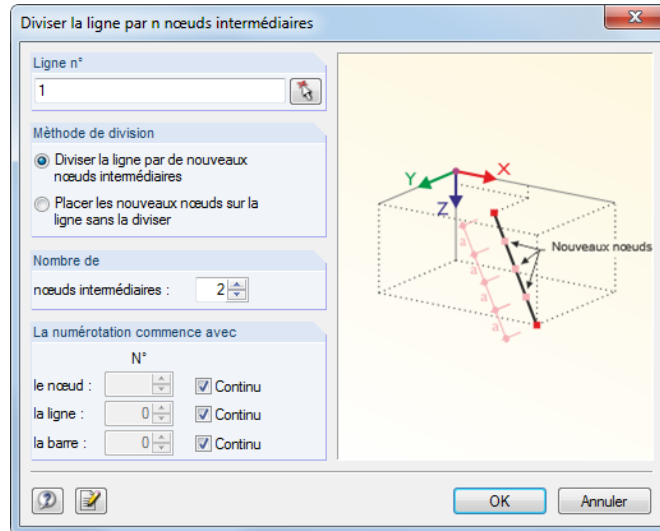 Diviser la ligne par n nœuds intermédiaires
Ligne n°
1
Mèthode de division
Diviser la ligne par de nouveaux
nœuds intermédiaires
Placer les nouveaux nœuds sur la
ligne sans la diviser
Nombre de
nœuds intermédiaires :
2
La numérotation commence avec
N°
le nœud :
Continu
la ligne :
0
Continu
la barre :
0
Continu
X
Y
Z
Nouveaux nœuds
a
a
a
a
OK
Annuler